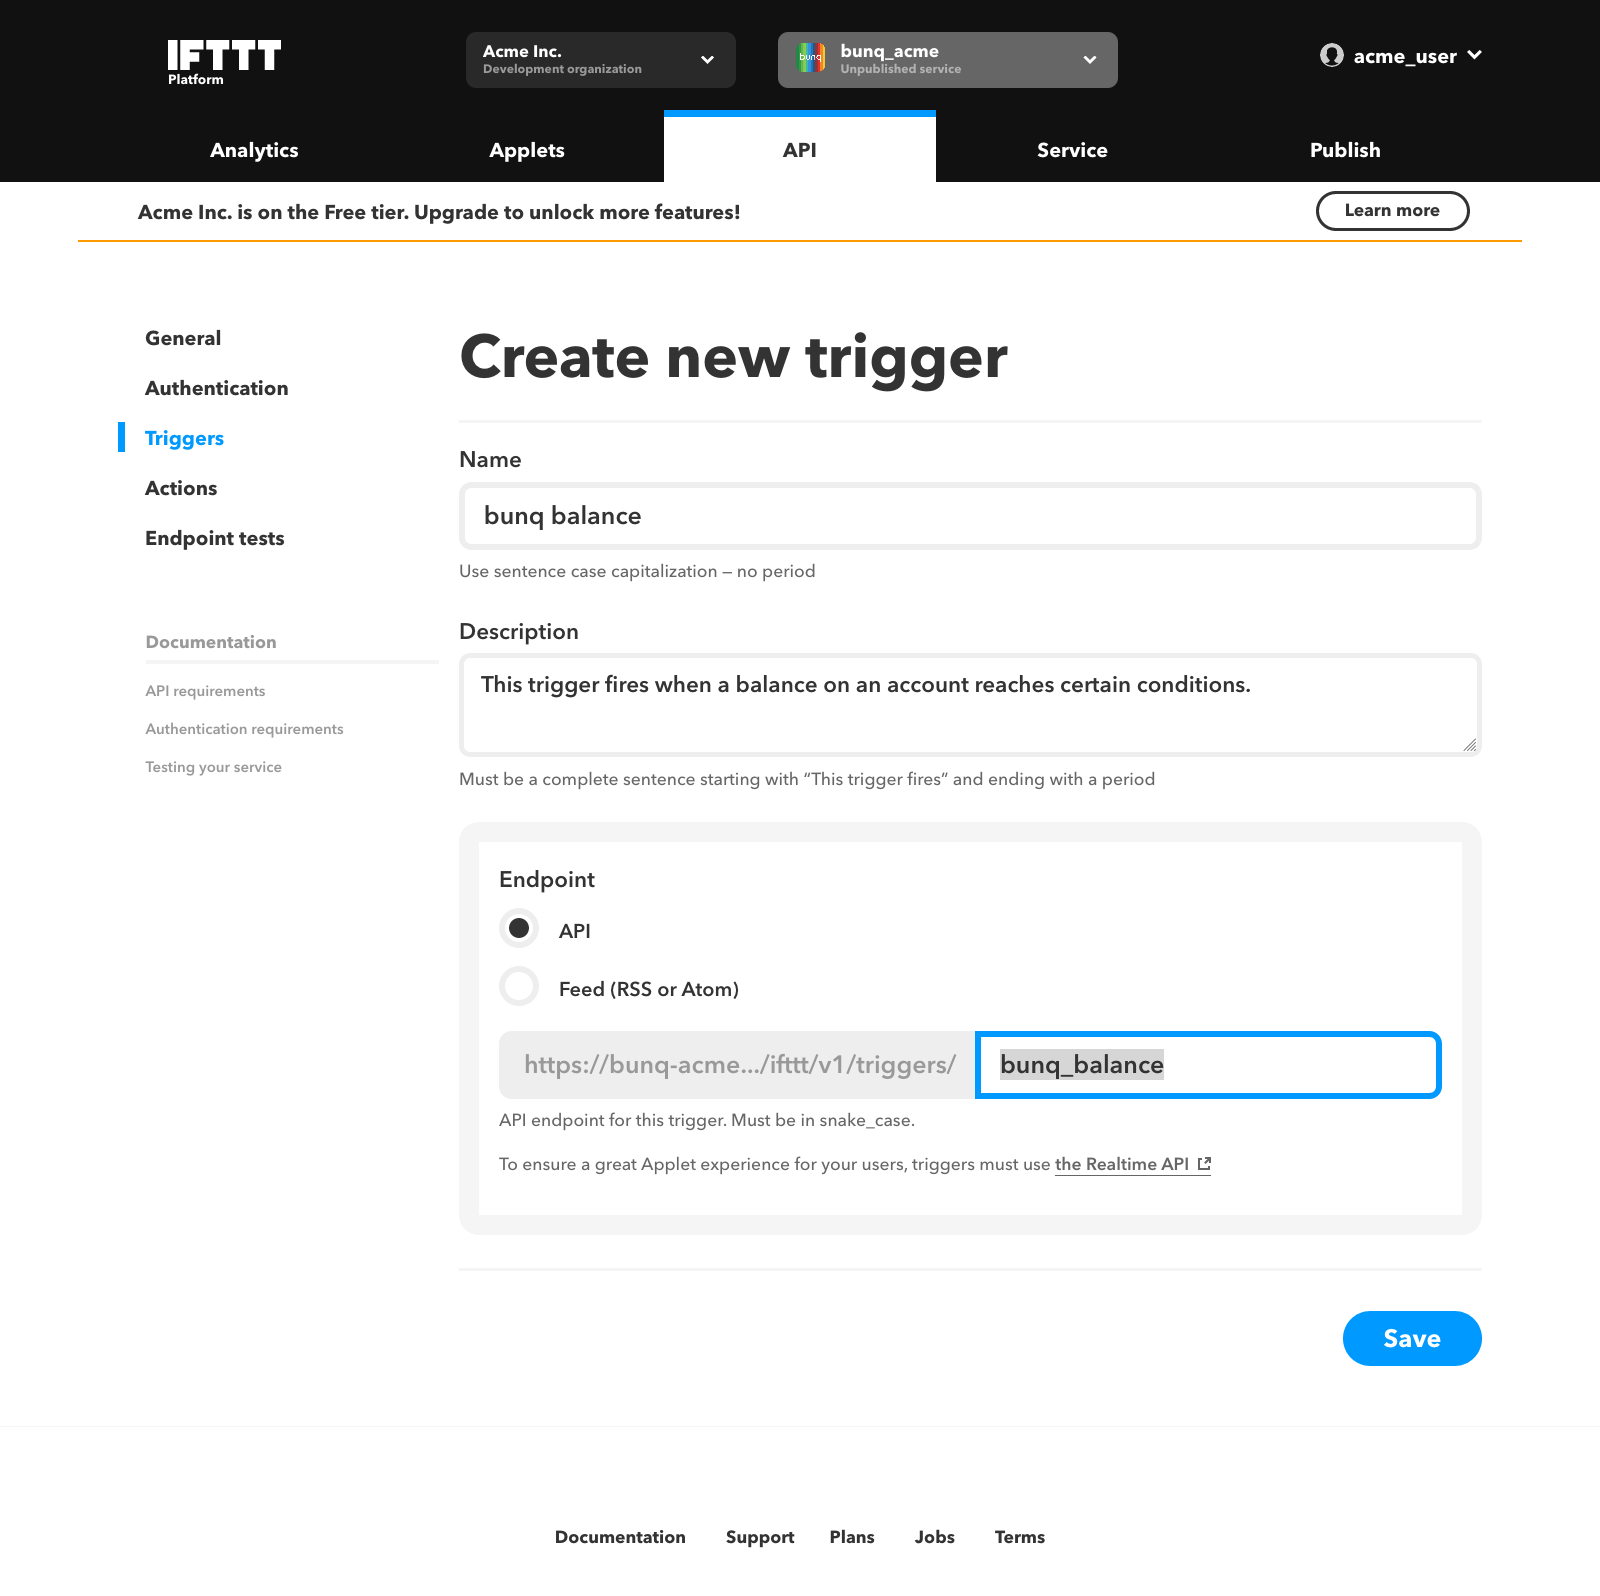 IFTTT
Platform
Acme Inc.
Development organization
bunq
bunq_acme
Unpublished service
acme_user
Analytics
Applets
API
Service
Publish
Acme Inc. is on the Free tier. Upgrade to unlock more features!
Learn more
General
Authentication
Triggers
Actions
Endpoint tests
Documentation
API requirements
Authentication requirements
Testing your service
Create new trigger
Name
bunq balance
Use sentence case capitalization – no period
Description
This trigger fires when a balance on an account reaches certain conditions.
Must be a complete sentence starting with “This trigger fires” and ending with a period
Endpoint
API
Feed (RSS or Atom)
https://bunq-acme.../ifttt/v1/triggers/ bunq_balance
API endpoint for this trigger. Must be in snake_case.
To ensure a great Applet experience for your users, triggers must use the Realtime API
Save
Documentation
Support
Plans
Jobs
Terms